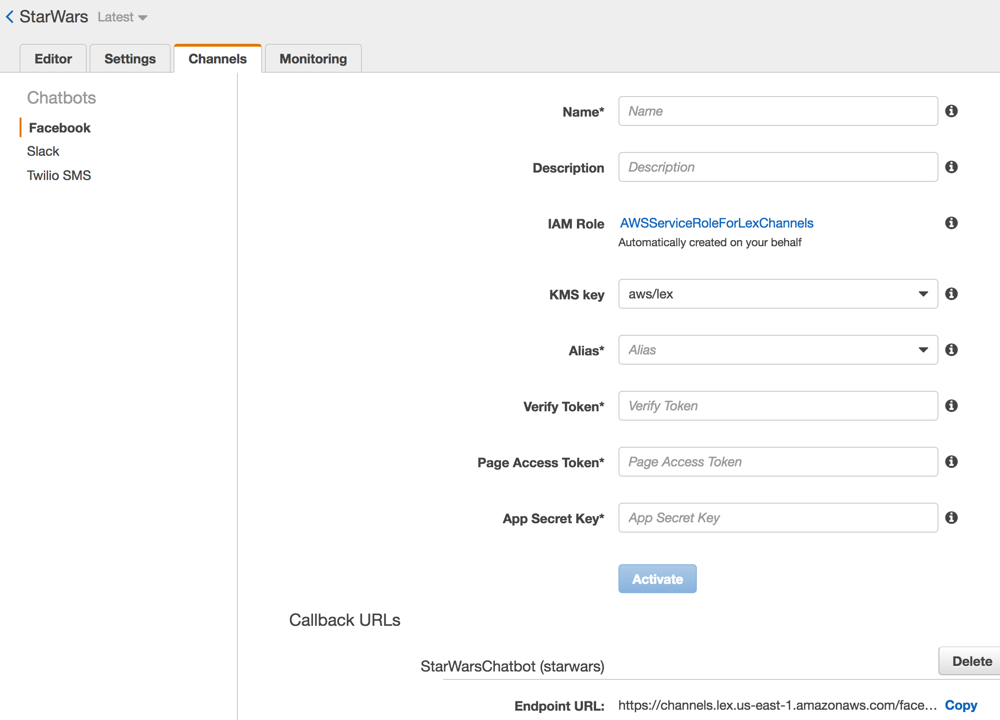 StarWars Latest
Editor Settings Channels Monitoring
Chatbots
Facebook
Slack
Twilio SMS
Name* Name
Description Description
IAM Role AWSServiceRoleForLexChannels
Automatically created on your behalf
KMS key aws/lex
Alias* Alias
Verify Token* Verify Token
Page Access Token* Page Access Token
App Secret Key* App Secret Key
Activate
Callback URLs
StarWarsChatbot (starwars) Delete
Endpoint URL: https://channels.lex.us-east-1.amazonaws.com/face... Copy